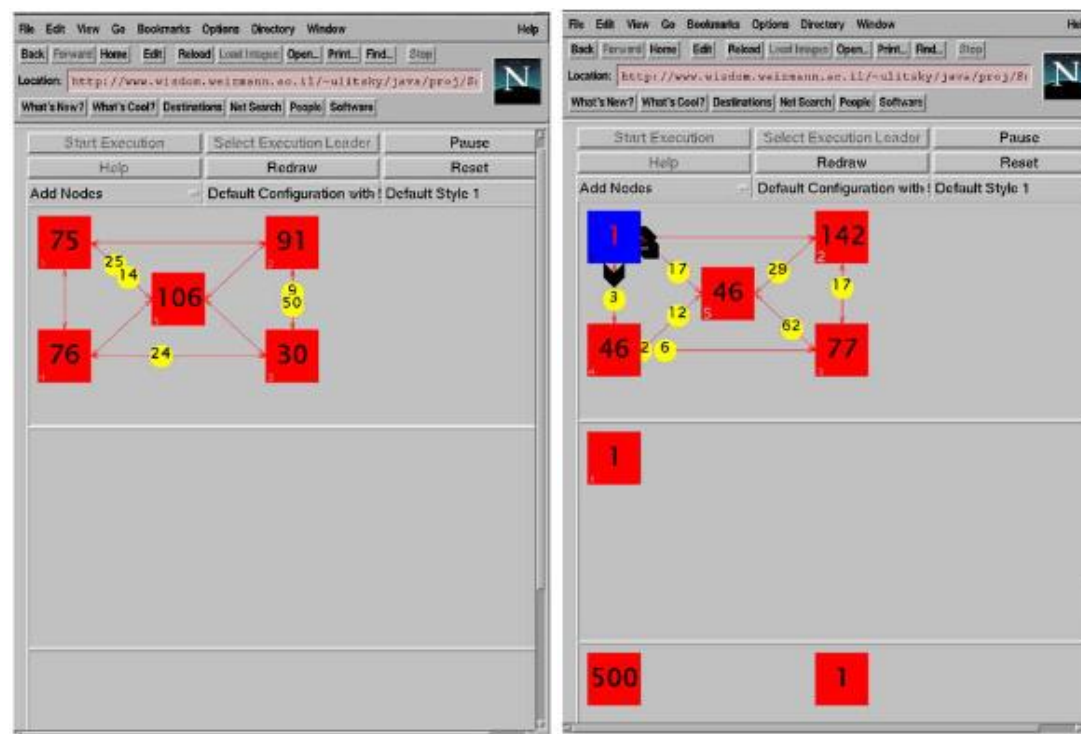 File Edit View Go Bookmarks Options Directory Window Help
Back Forward Home Edit Reload Load Images Open... Print... Find... Stop
Location: http://www.wisdom.weizmann.ac.il/~ulitsky/java/proj/S
N
What's New? What's Cool? Destinations Net Search People Software
Start Execution Select Execution Leader Pause
Help Redraw Reset
Add Nodes Default Configuration with Default Style 1
75 91
25
14
106
9
50
76 24 30
File Edit View Go Bookmarks Options Directory Window He
Back Forward Home Edit Reload Load Images Open... Print... Find... Stop
Location: http://www.wisdom.weizmann.ac.il/~ulitsky/java/proj/S
N
What's New? What's Cool? Destinations Net Search People Software
Start Execution Select Execution Leader Pause
Help Redraw Reset
Add Nodes Default Configuration with Default Style 1
1 142
2
17 29
3 46 17
5
12 62
46 2 6 77
4 3
1
1
500 1